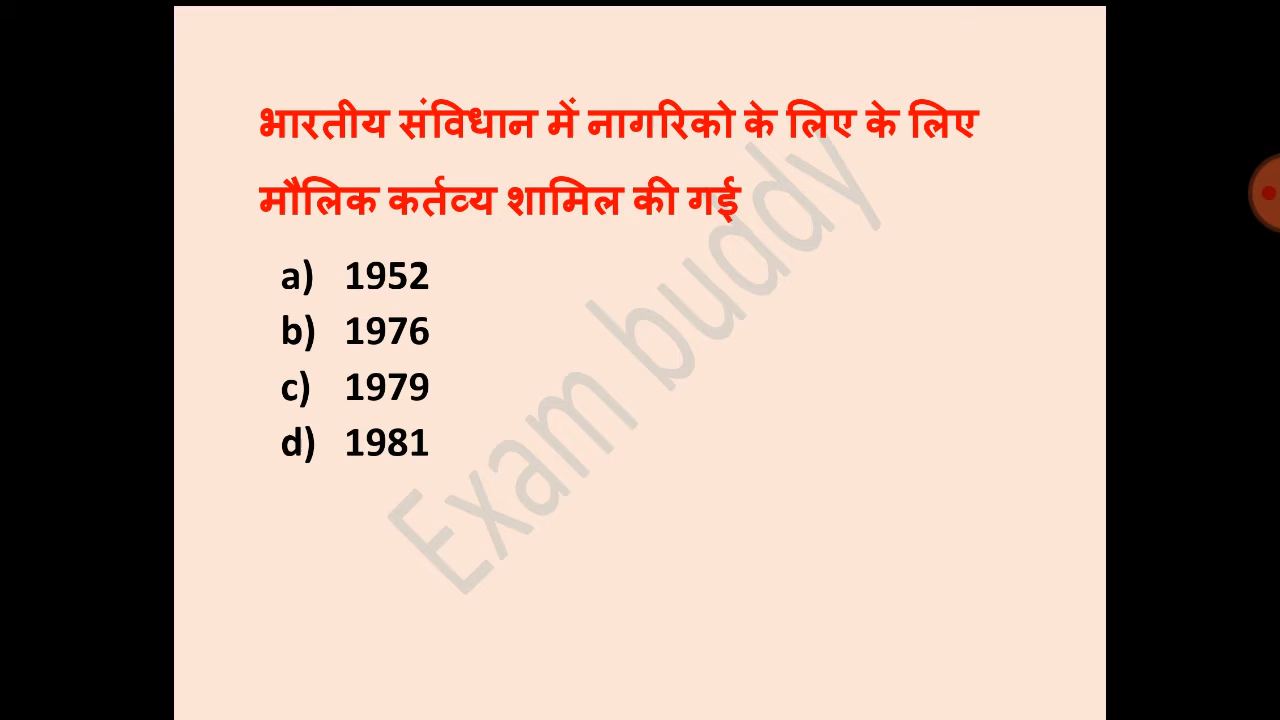 भारतीय संविधान में नागरिको के लिए के लिए
मौलिक कर्तव्य शामिल की गई
a) 1952
b) 1976
c) 1979
d) 1981
Exam buddy